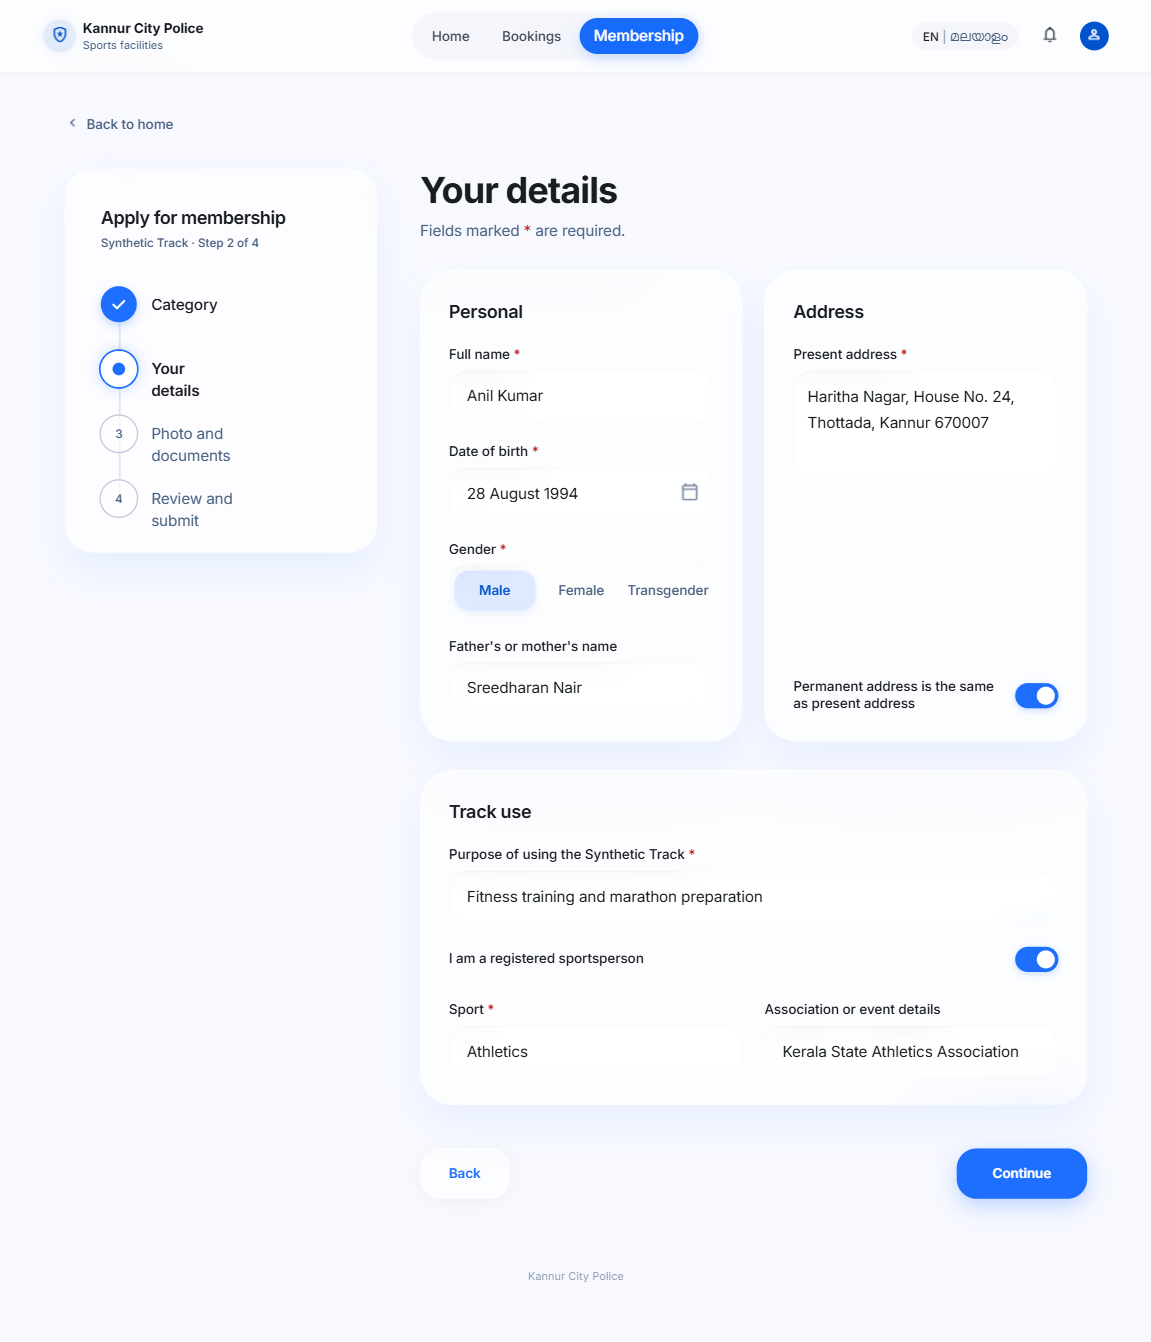 Kannur City Police
Sports facilities
Home
Bookings
Membership
EN | മലയാളം
Back to home
Apply for membership
Synthetic Track · Step 2 of 4
Category
Your
details
3
Photo and
documents
4
Review and
submit
Your details
Fields marked * are required.
Personal
Full name *
Anil Kumar
Date of birth *
28 August 1994
Gender *
Male
Female
Transgender
Father's or mother's name
Sreedharan Nair
Address
Present address *
Haritha Nagar, House No. 24,
Thottada, Kannur 670007
Permanent address is the same
as present address
Track use
Purpose of using the Synthetic Track *
Fitness training and marathon preparation
I am a registered sportsperson
Sport *
Athletics
Association or event details
Kerala State Athletics Association
Back
Continue
Kannur City Police